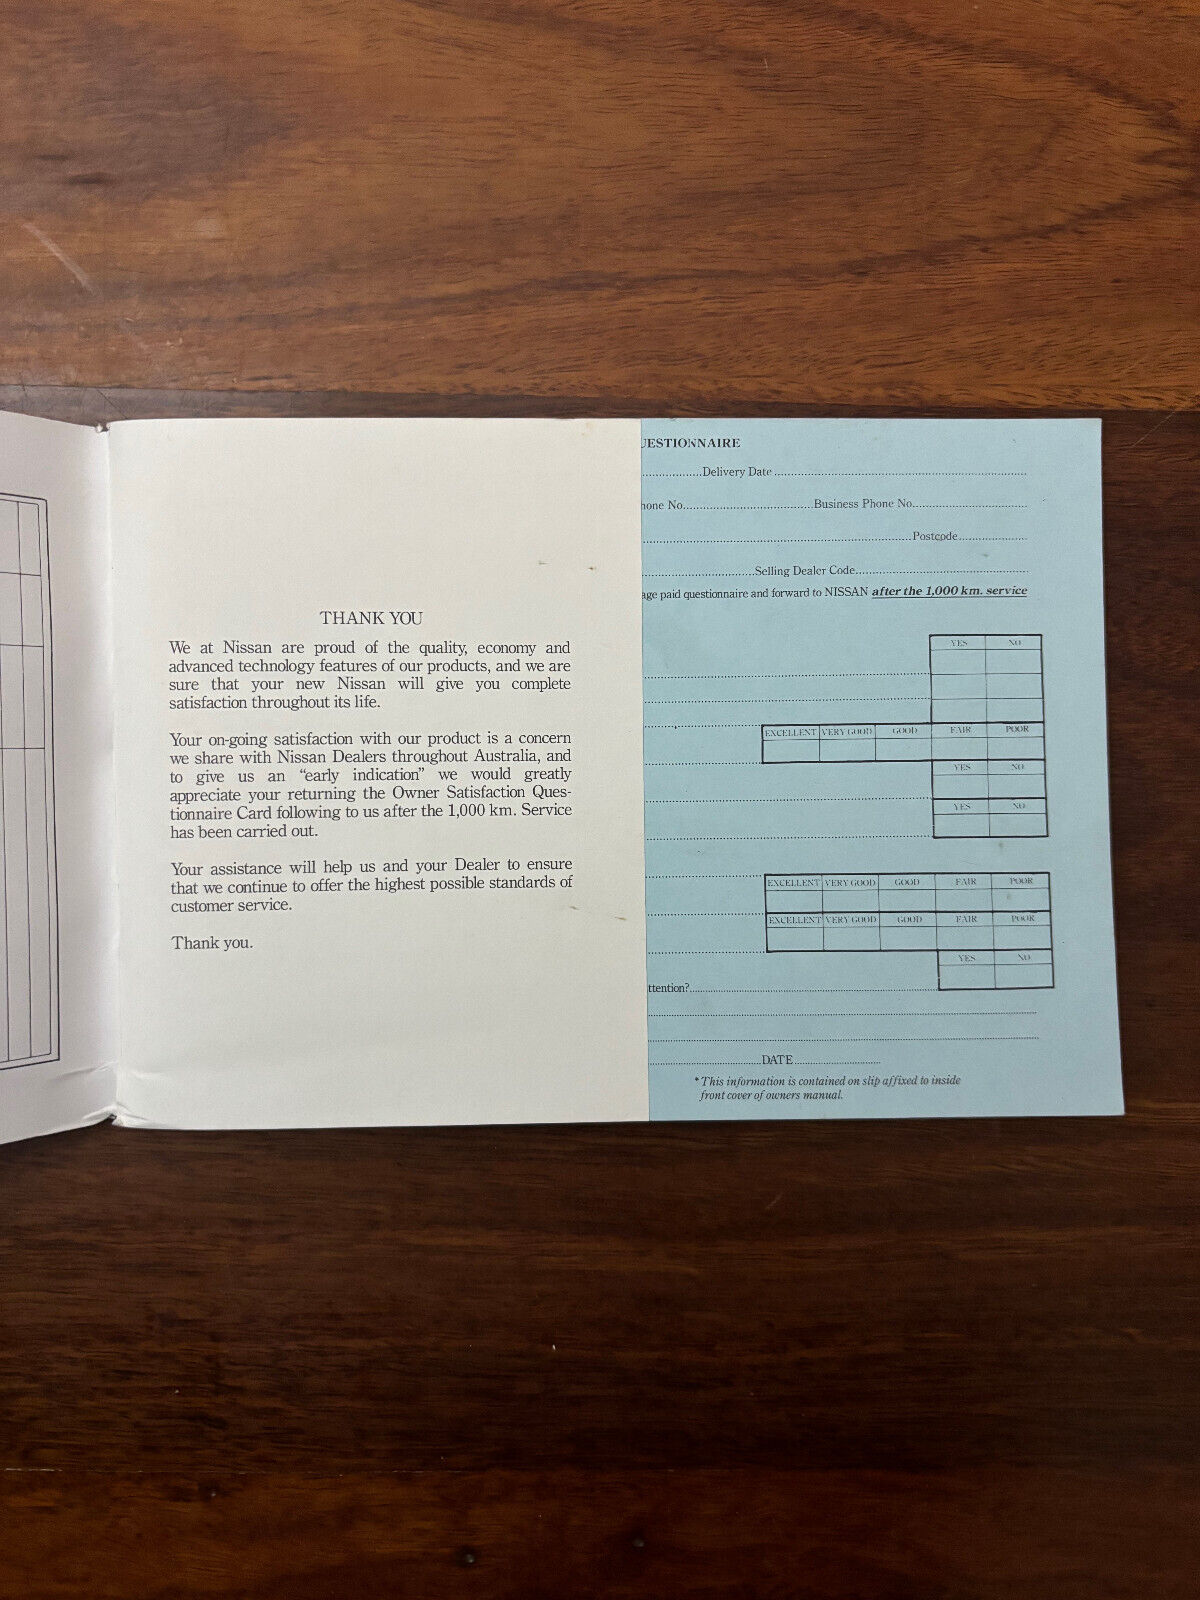 THANK YOU
We at Nissan are proud of the quality, economy and
advanced technology features of our products, and we are
sure that your new Nissan will give you complete
satisfaction throughout its life.
Your on-going satisfaction with our product is a concern
we share with Nissan Dealers throughout Australia, and
to give us an “early indication” we would greatly
appreciate your returning the Owner Satisfaction Ques-
tionnaire Card following to us after the 1,000 km. Service
has been carried out.
Your assistance will help us and your Dealer to ensure
that we continue to offer the highest possible standards of
customer service.
Thank you.
UESTIONNAIRE
Delivery Date
hone No. Business Phone No.
Postcode
Selling Dealer Code
age paid questionnaire and forward to NISSAN after the 1,000 km. service
YES NO
EXCELLENT VERY GOOD GOOD FAIR POOR
YES NO
YES NO
EXCELLENT VERY GOOD GOOD FAIR POOR
EXCELLENT VERY GOOD GOOD FAIR POOR
YES NO
ttention?
DATE
* This information is contained on slip affixed to inside
front cover of owners manual.